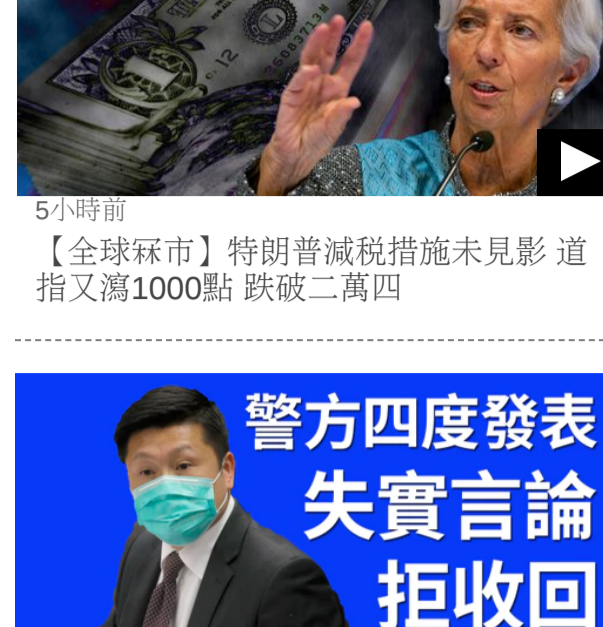 5小時前
【全球冧市】特朗普減税措施未見影 道
指又瀉1000點 跌破二萬四
警方四度發表
失實言論
拒收回